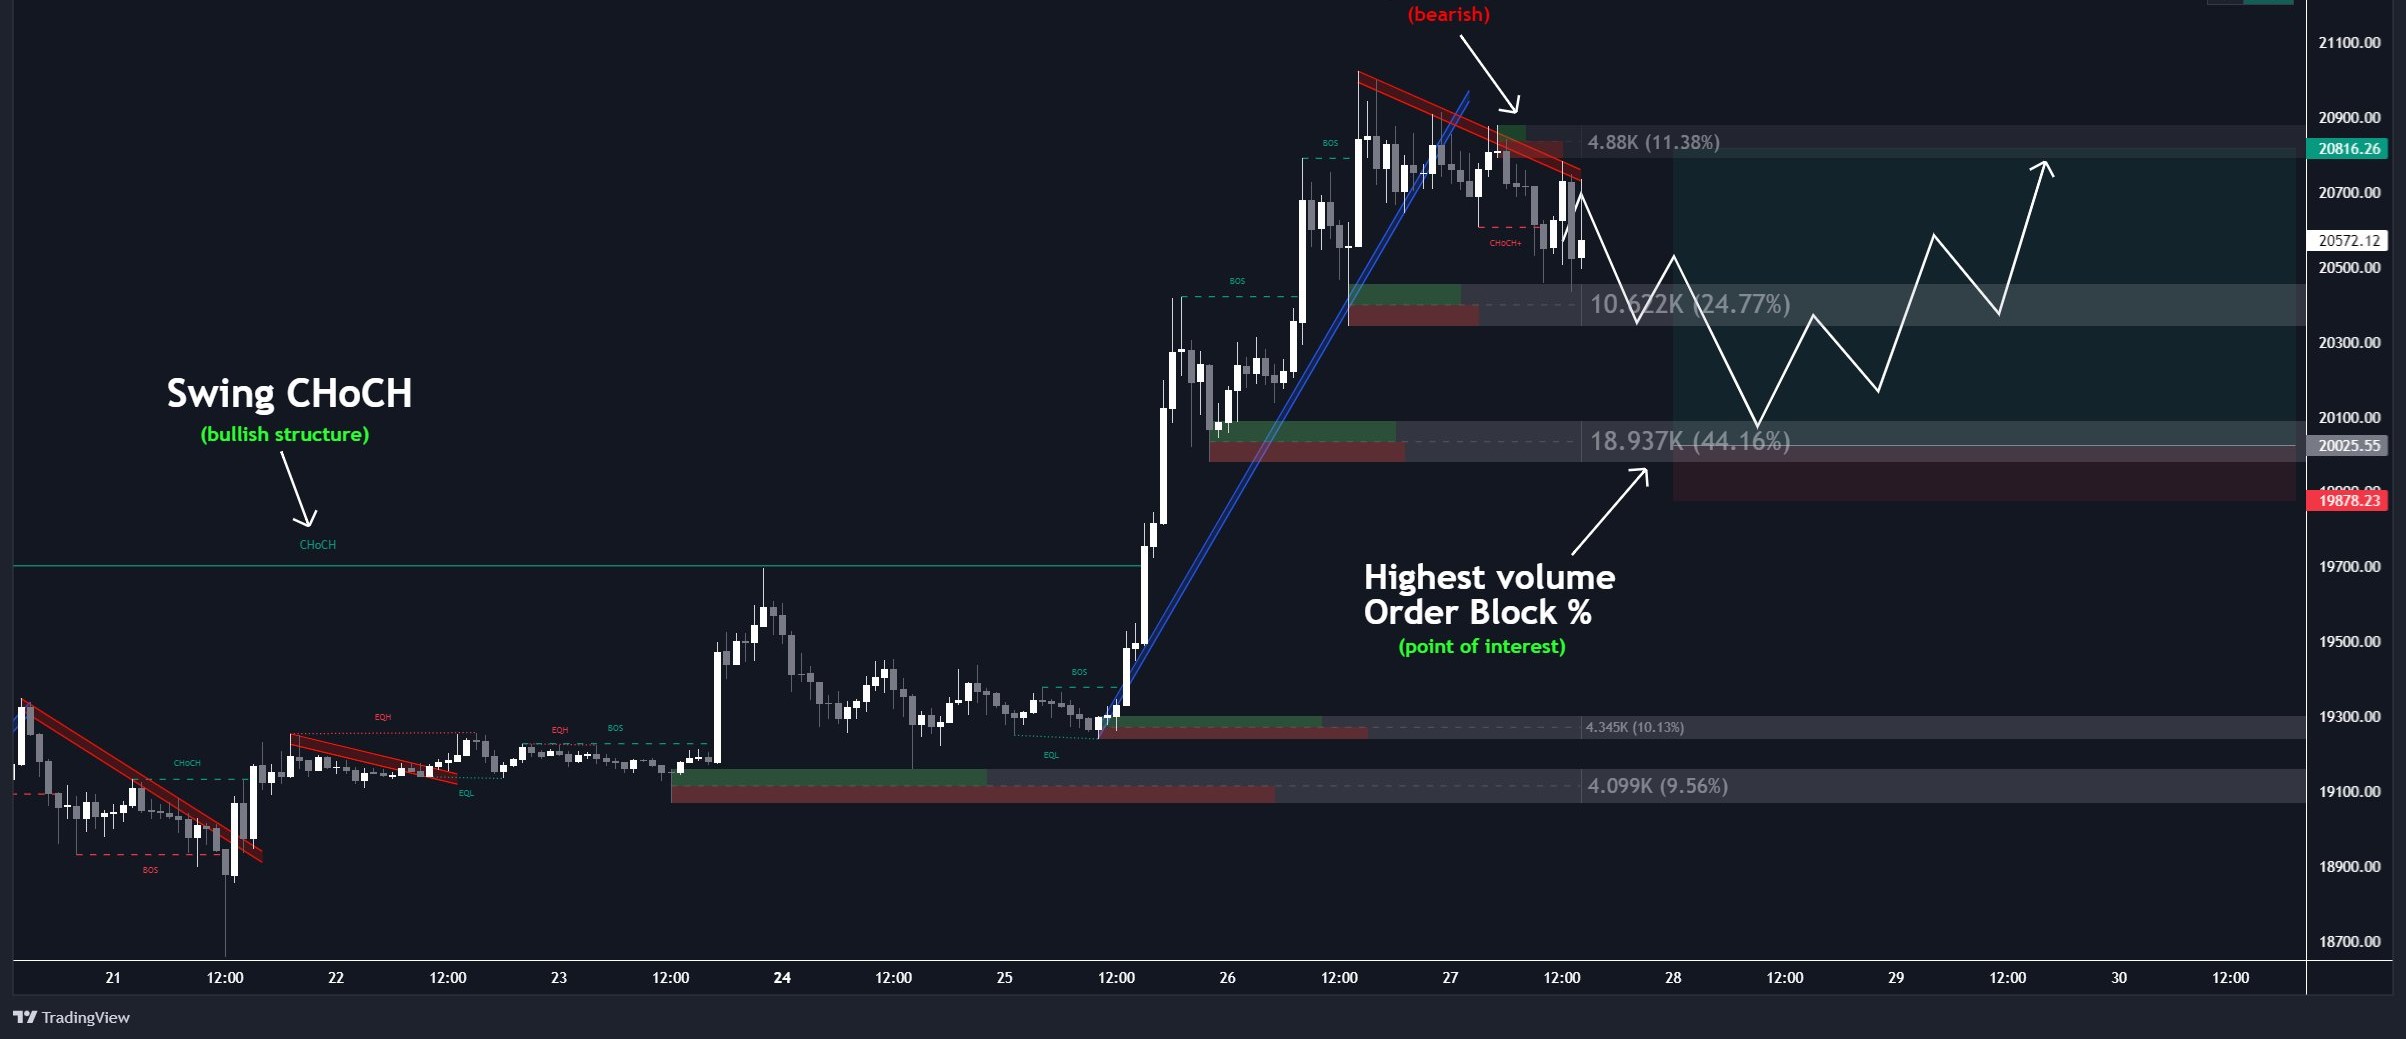 (bearish)
21100.00
20900.00
4.88K (11.38%)
20816.26
BOS
20700.00
CHoCH+
20572.12
20500.00
BOS
10.622K (24.77%)
20300.00
Swing CHoCH
(bullish structure)
20100.00
18.937K (44.16%)
20025.55
19878.23
CHoCH
19700.00
Highest volume
Order Block %
(point of interest)
19500.00
BOS
19300.00
EQH
EQH
BOS
4.345K (10.13%)
EQL
CHoCH
EQL
4.099K (9.56%)
19100.00
BOS
18900.00
18700.00
21 12:00 22 12:00 23 12:00 24 12:00 25 12:00 26 12:00 27 12:00 28 12:00 29 12:00 30 12:00
TradingView